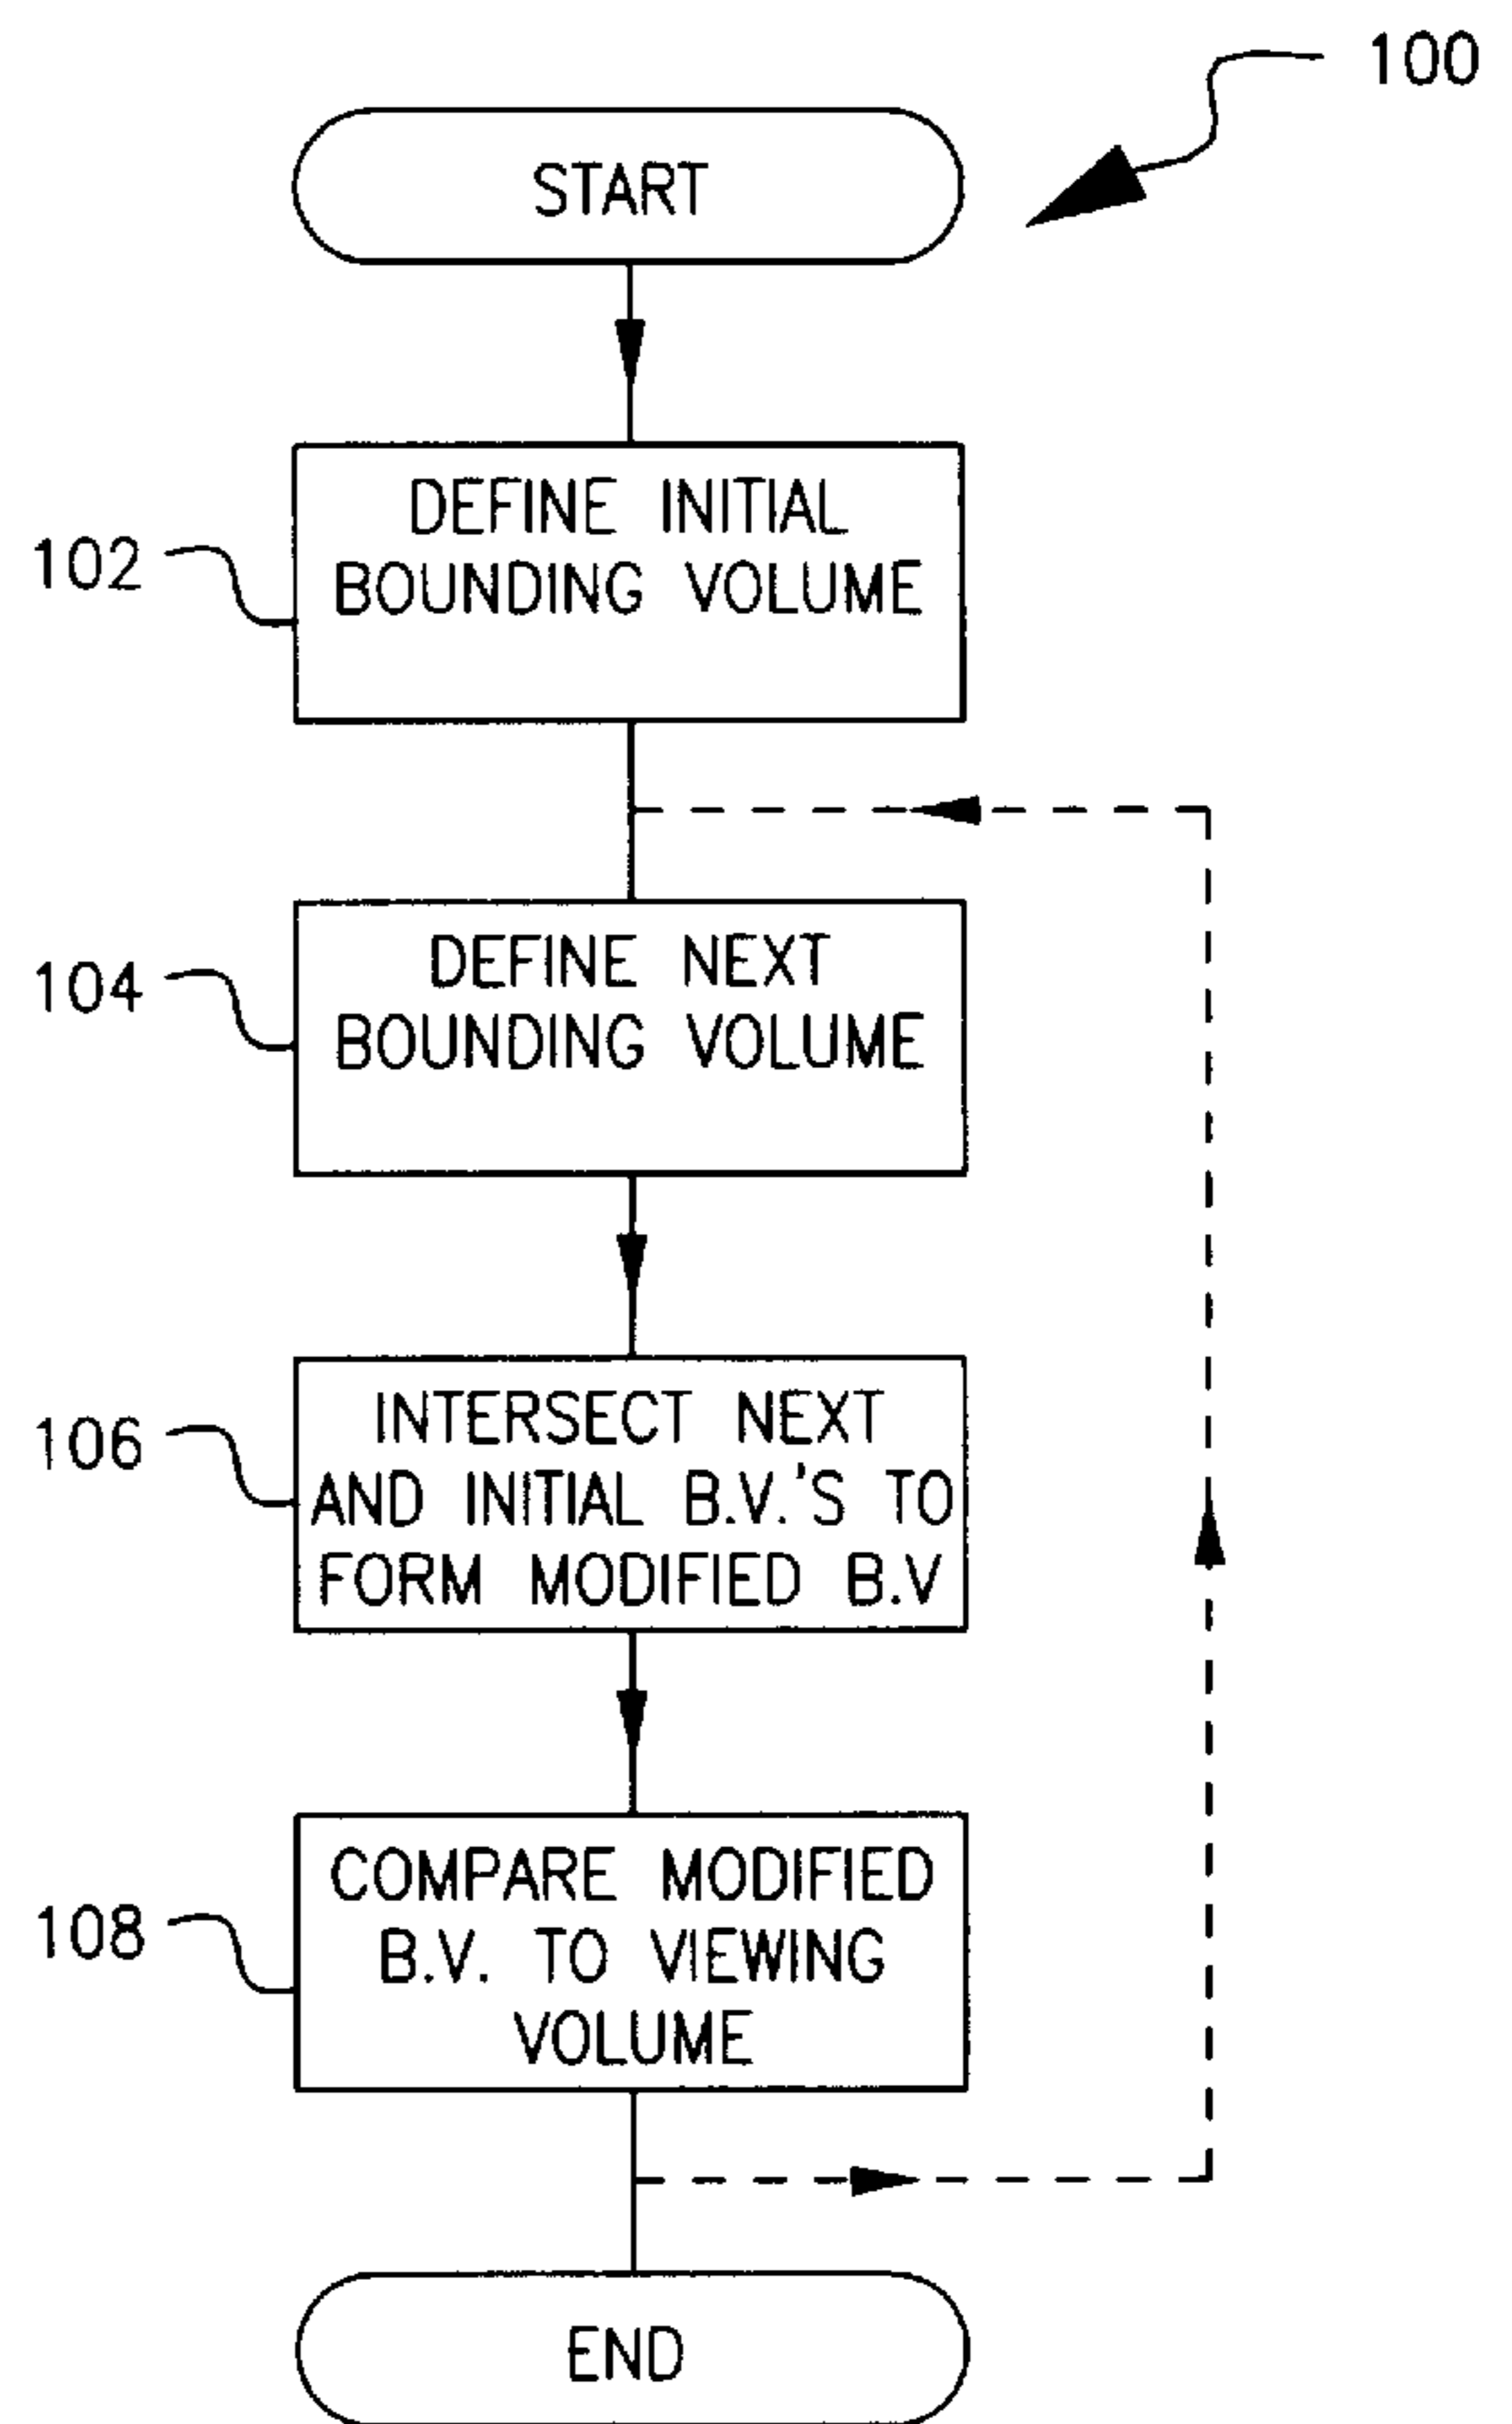 100
START
102
DEFINE INITIAL
BOUNDING VOLUME
104
DEFINE NEXT
BOUNDING VOLUME
106
INTERSECT NEXT
AND INITIAL B.V.'S TO
FORM MODIFIED B.V
108
COMPARE MODIFIED
B.V. TO VIEWING
VOLUME
END